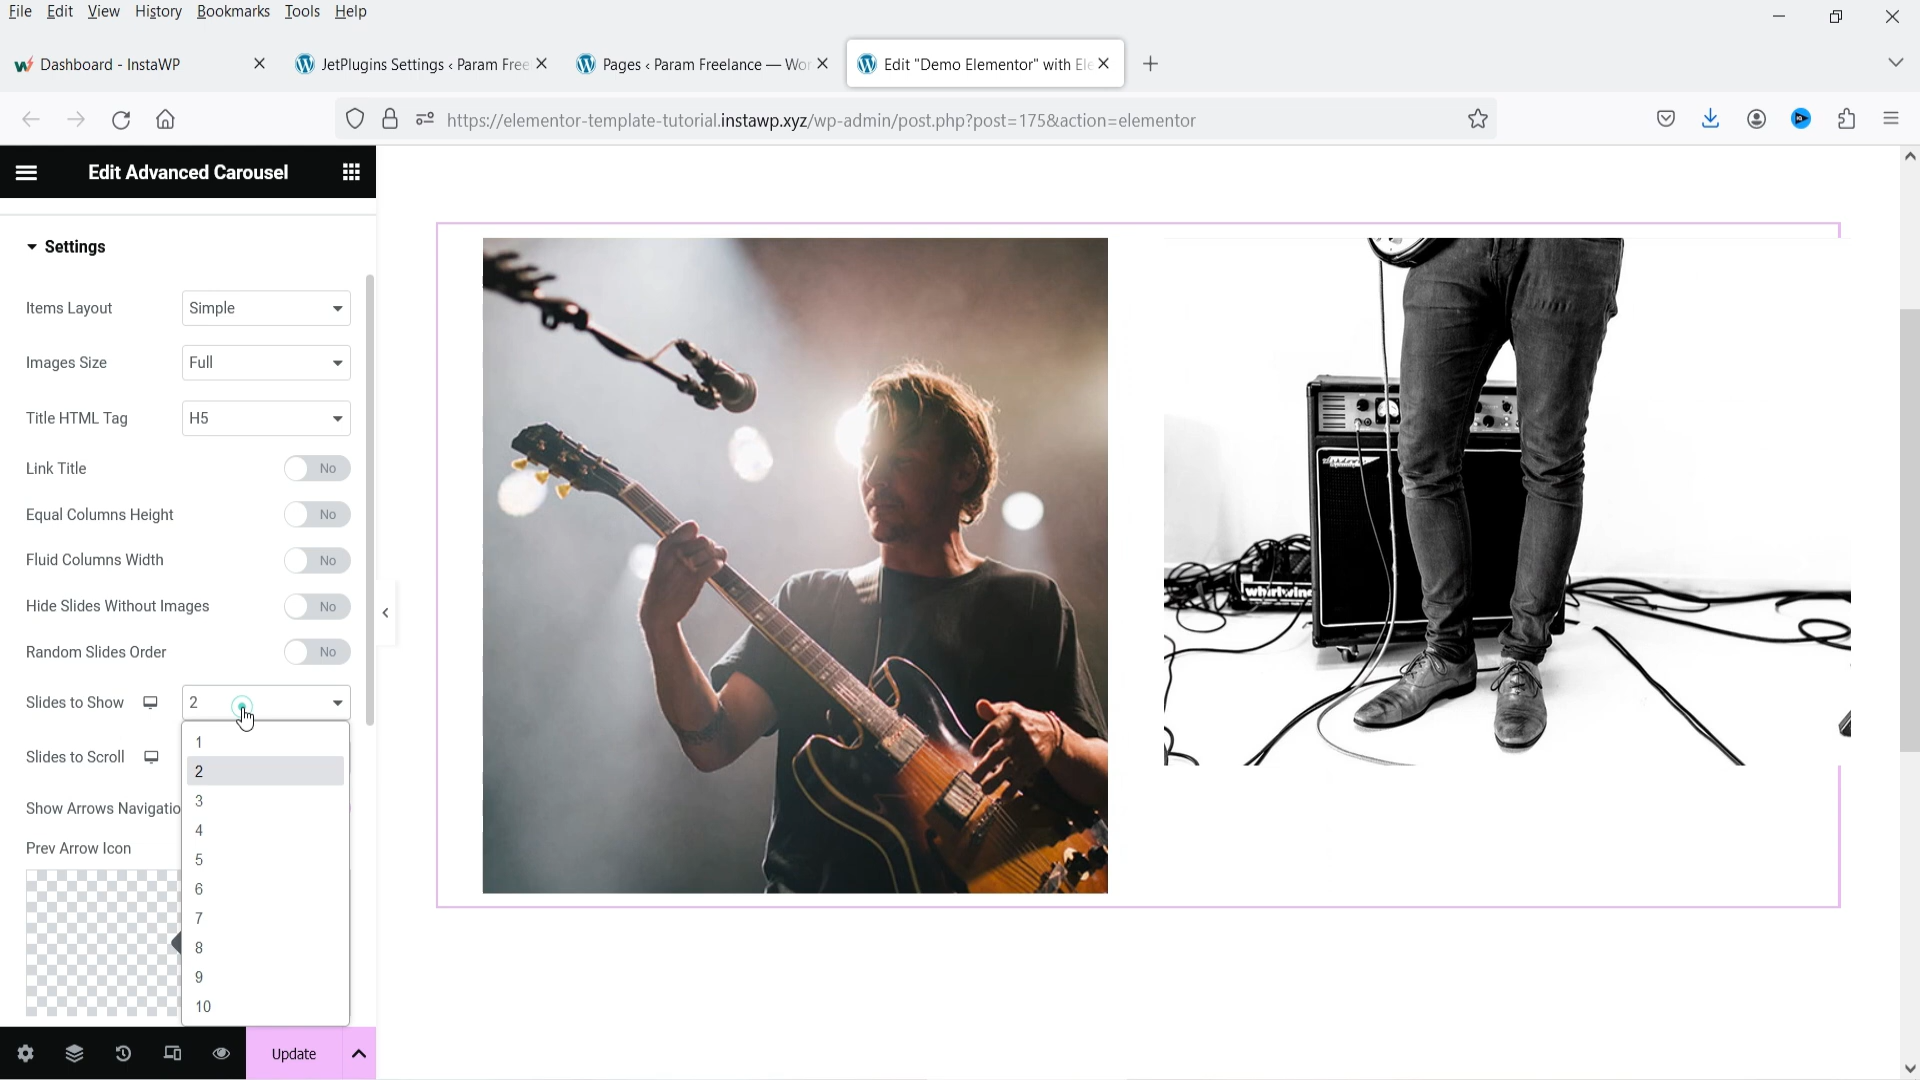 File Edit View History Bookmarks Tools Help
Dashboard - InstaWP
JetPlugins Settings ‹ Param Free
Pages ‹ Param Freelance — Wor
Edit "Demo Elementor" with Ele
https://elementor-template-tutorial.instawp.xyz/wp-admin/post.php?post=175&action=elementor
Edit Advanced Carousel
Settings
Items Layout Simple
Images Size Full
Title HTML Tag H5
Link Title No
Equal Columns Height No
Fluid Columns Width No
Hide Slides Without Images No
Random Slides Order No
Slides to Show 2
1
2
Slides to Scroll
3
Show Arrows Navigatio
4
Prev Arrow Icon
5
6
7
8
9
10
Update
whirlwind